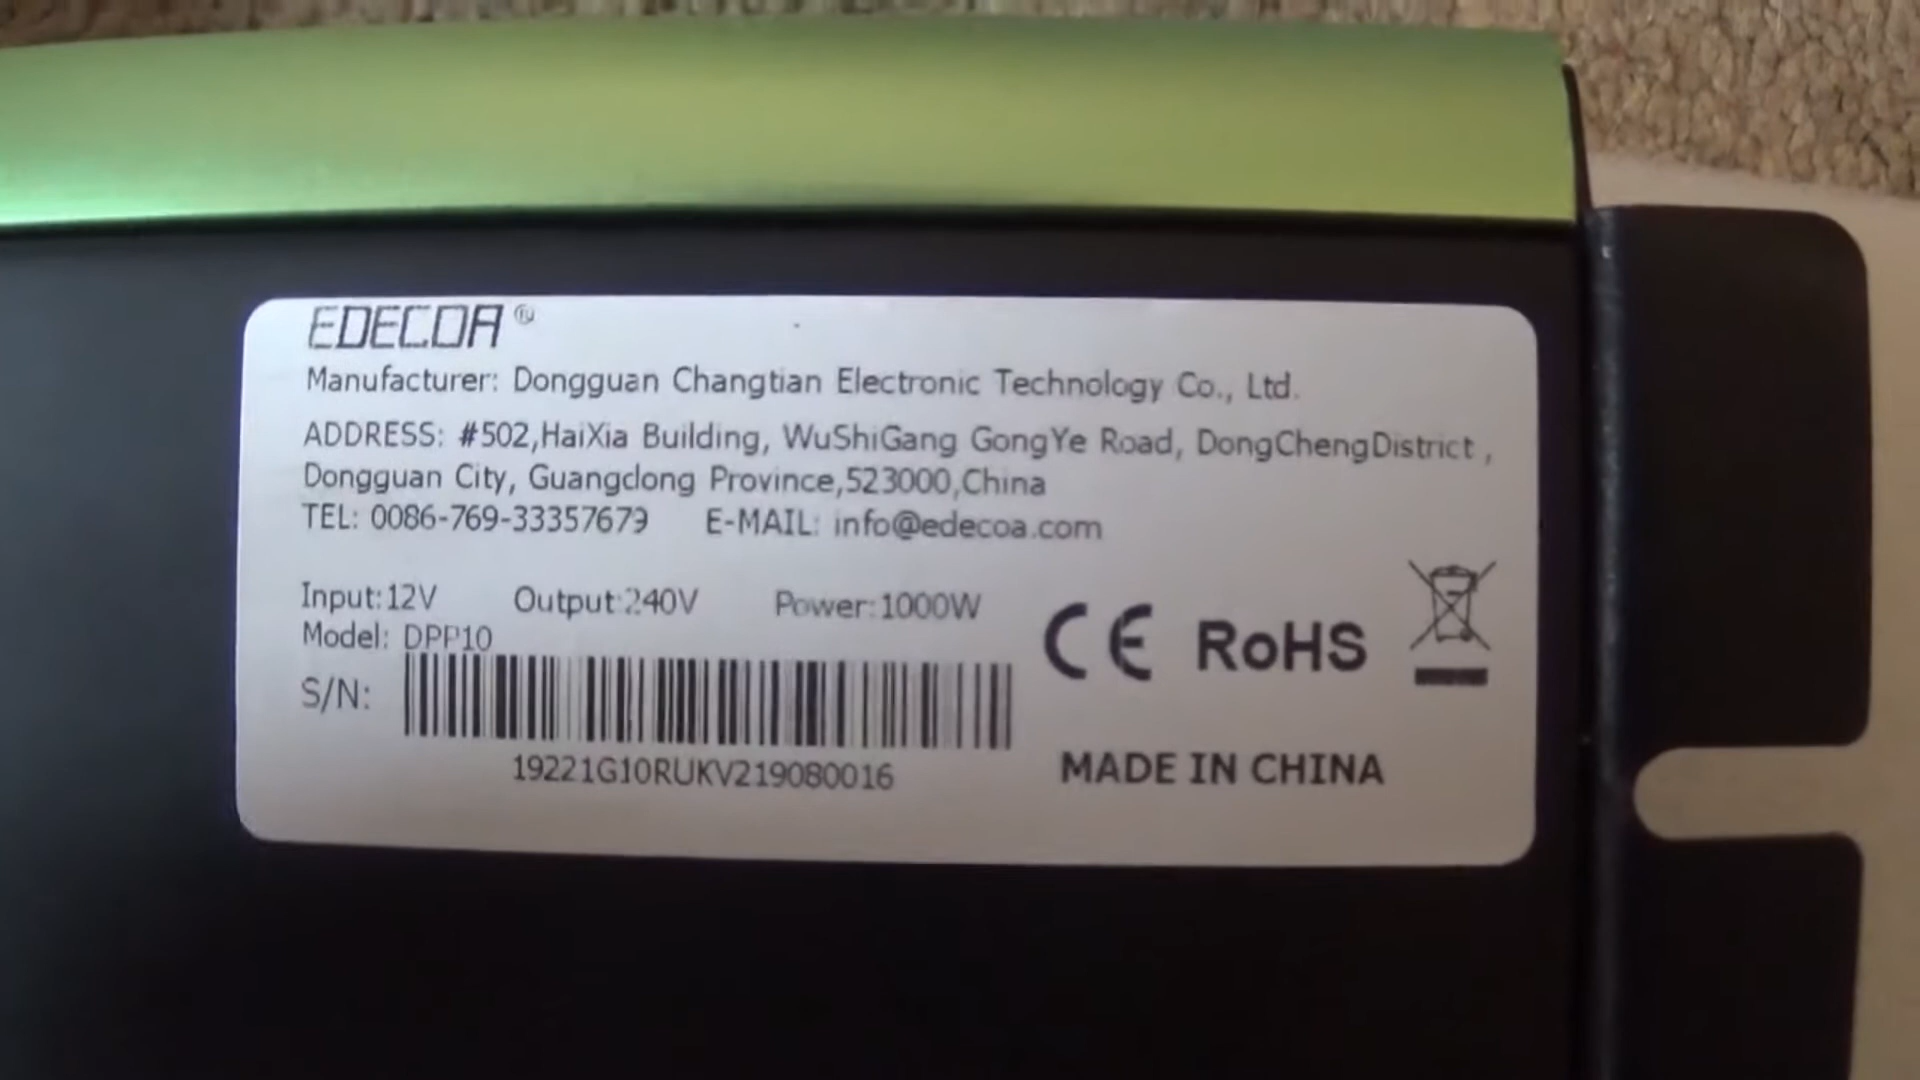 EDECOA ®
Manufacturer: Dongguan Changtian Electronic Technology Co., Ltd.
ADDRESS: #502,HaiXia Building, WuShiGang GongYe Road, DongChengDistrict ,
Dongguan City, Guangdong Province,523000,China
TEL: 0086-769-33357679 E-MAIL: info@edecoa.com
Input:12V Output:240V Power:1000W
Model: DPP10
CE RoHS
S/N:
19221G10RUKV219080016
MADE IN CHINA